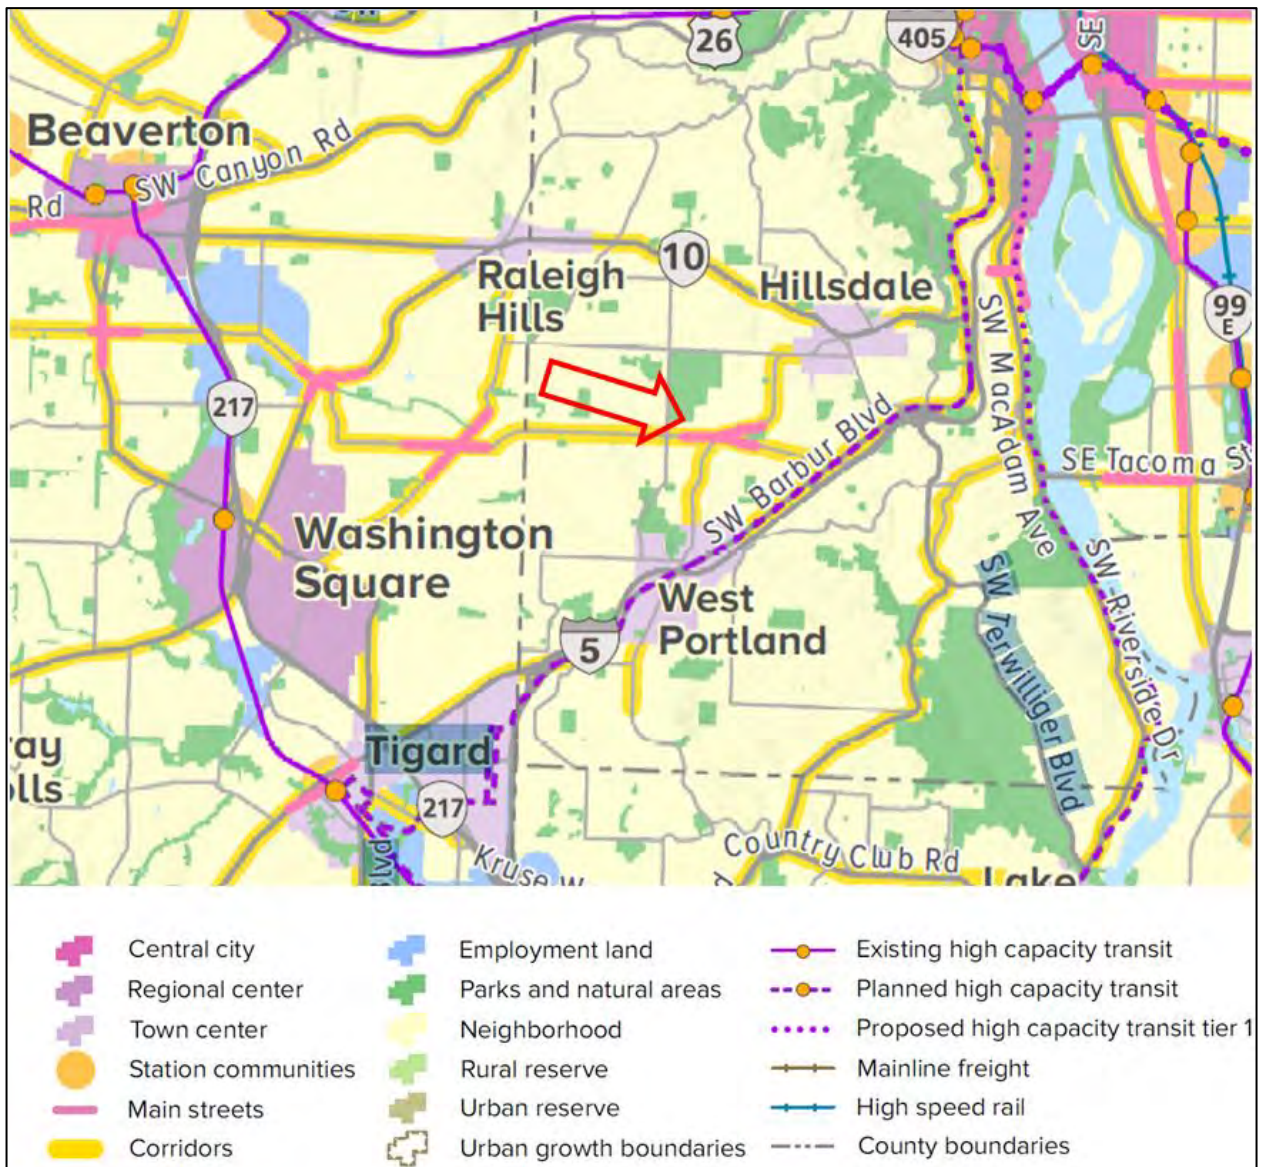 26
405
SE
Beaverton
SW Canyon Rd
Rd
10
Raleigh
Hills
Hillsdale
99
E
217
SW MacAdam Ave
SW Barbur Blvd
SE Tacoma St
Washington
Square
SW Riverside Dr
SW Terwilliger Blvd
West
Portland
5
Tigard
217
Blvd
Kruse
Country Club Rd
Lake
Central city
Regional center
Town center
Station communities
Main streets
Corridors
Employment land
Parks and natural areas
Neighborhood
Rural reserve
Urban reserve
Urban growth boundaries
Existing high capacity transit
Planned high capacity transit
Proposed high capacity transit tier 1
Mainline freight
High speed rail
County boundaries